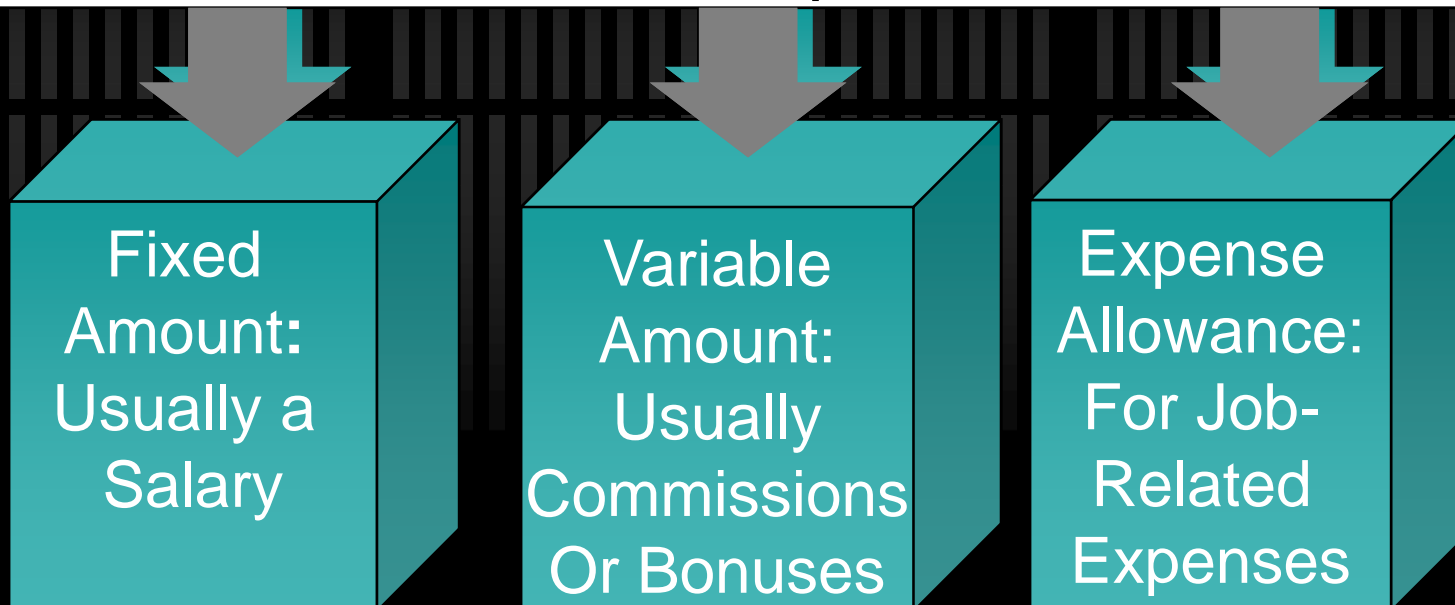 Fixed
Amount:
Usually a
Salary
Variable
Amount:
Usually
Commissions
Or Bonuses
Expense
Allowance:
For Job-
Related
Expenses